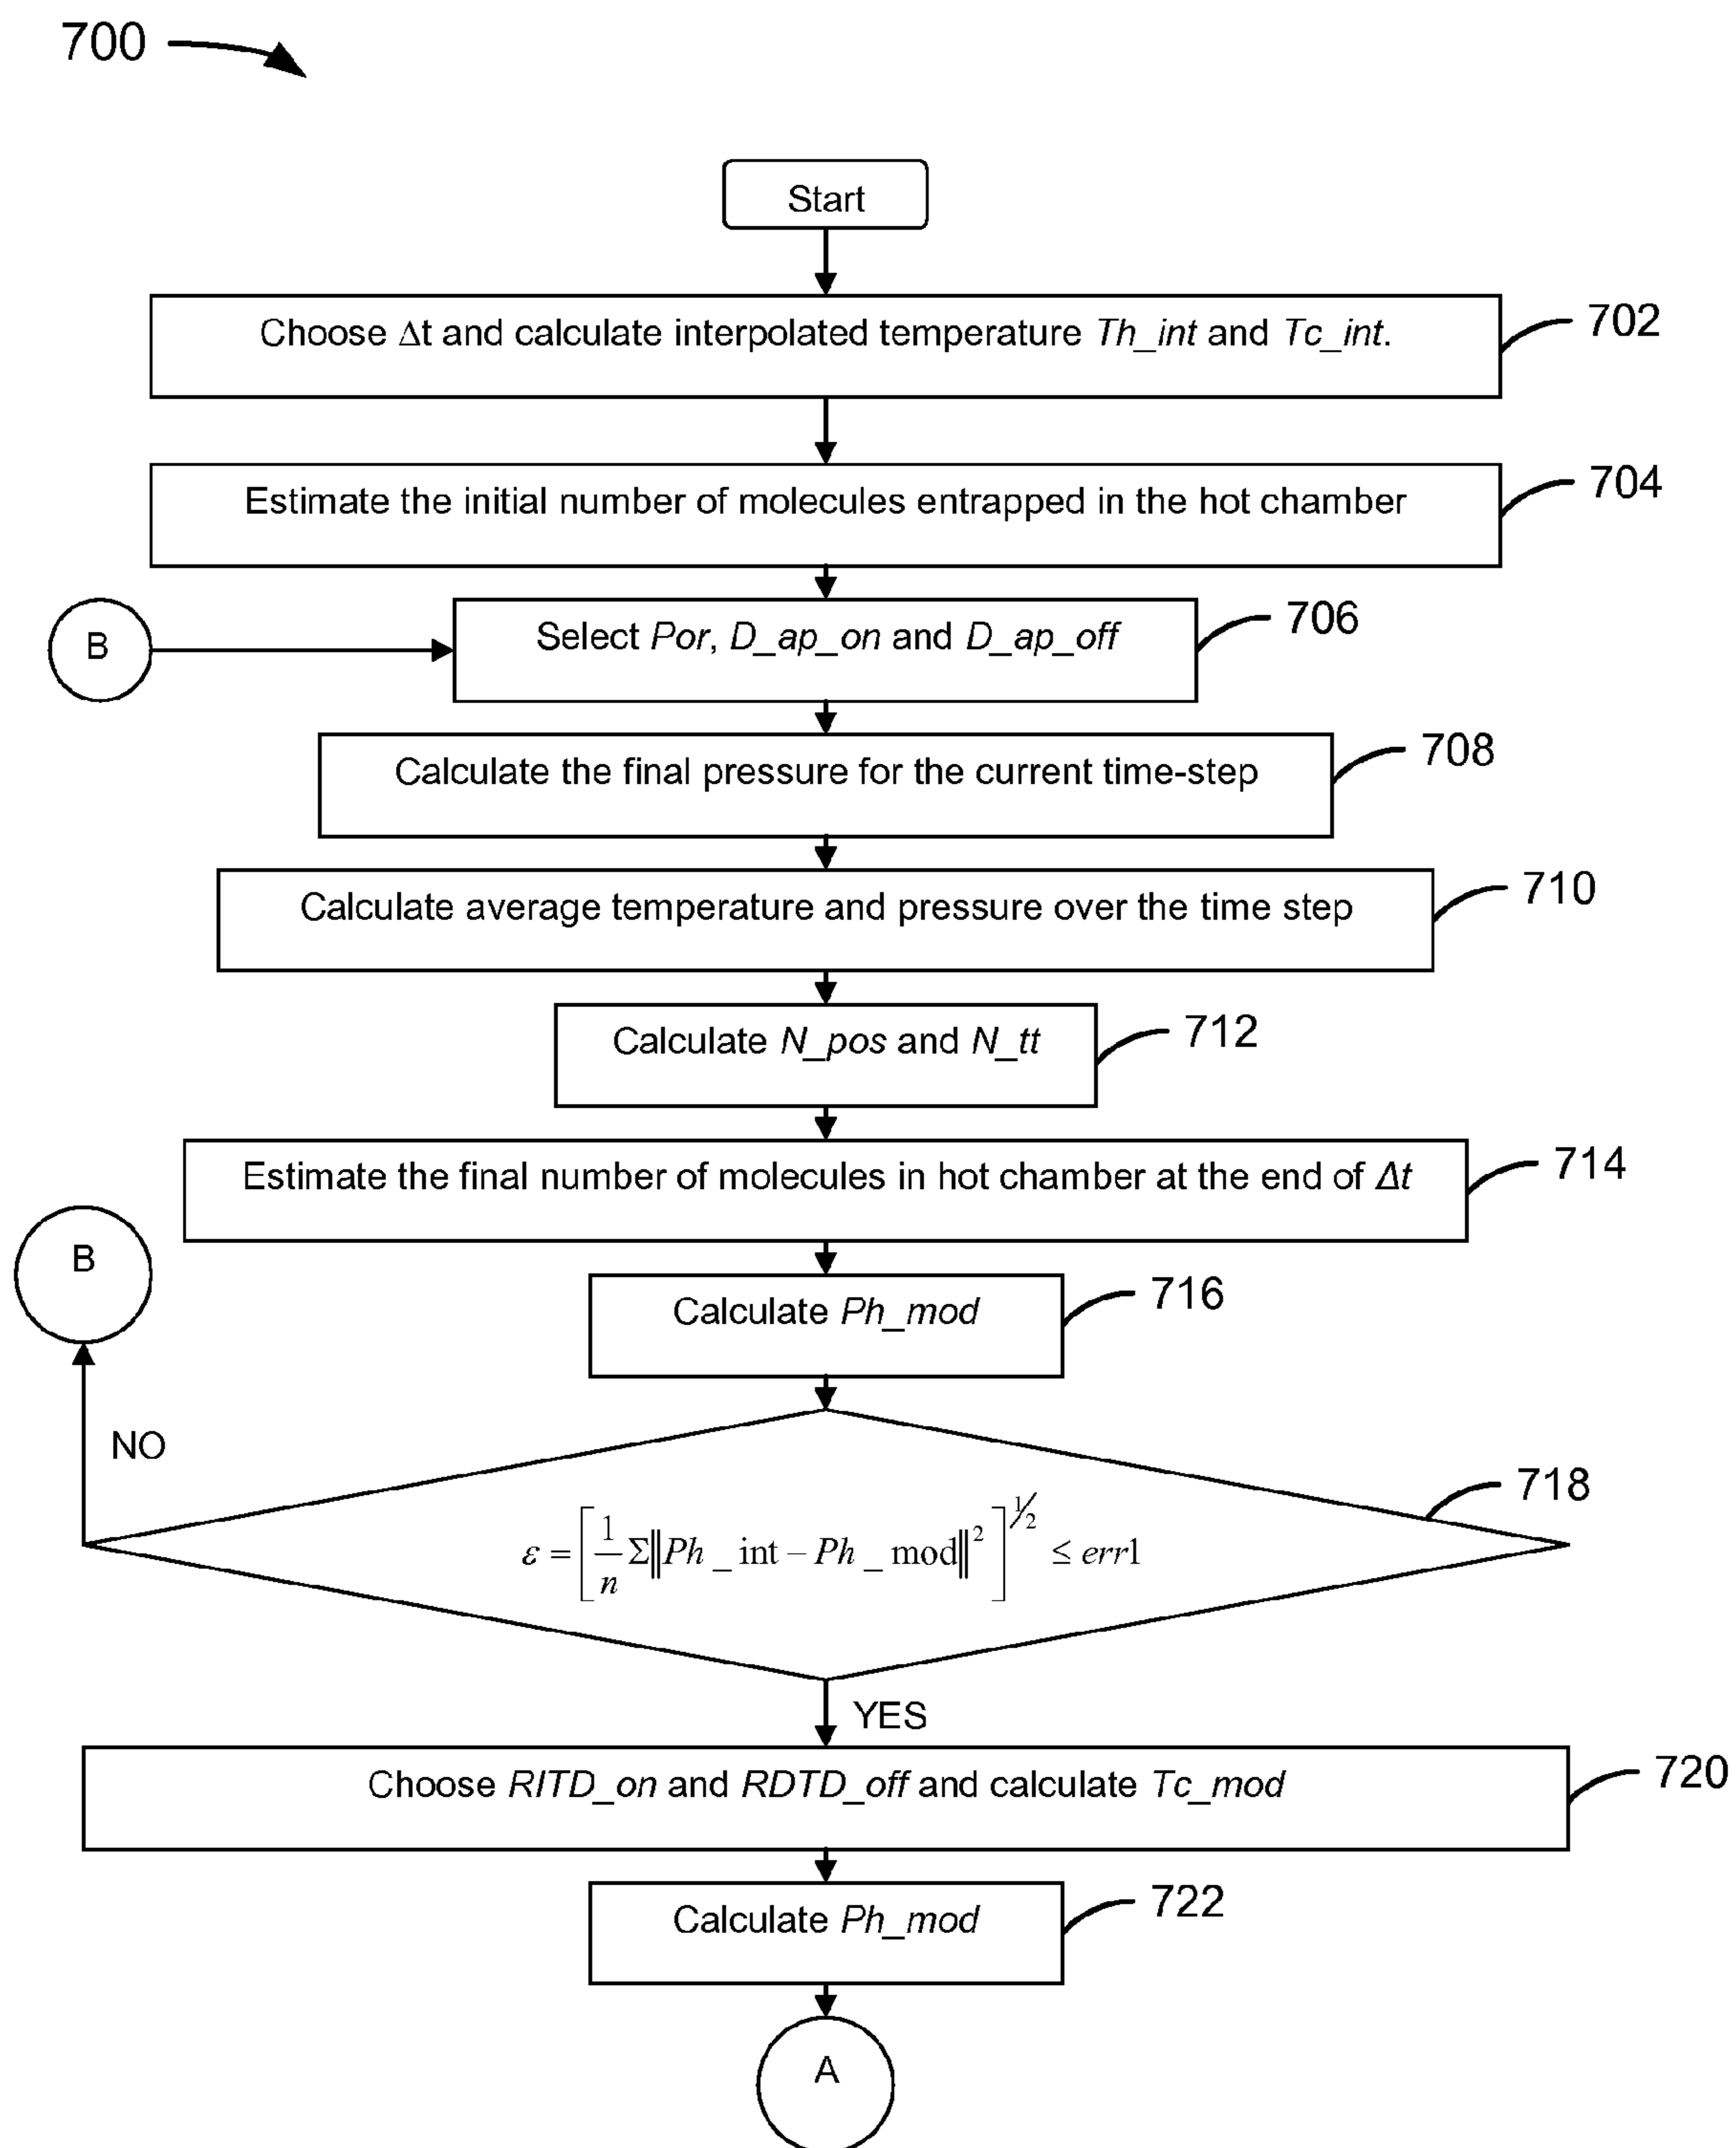 700
Start
Choose Δt and calculate interpolated temperature Th_int and Tc_int.
702
Estimate the initial number of molecules entrapped in the hot chamber
704
B
Select Por, D_ap_on and D_ap_off
706
Calculate the final pressure for the current time-step
708
Calculate average temperature and pressure over the time step
710
Calculate N_pos and N_tt
712
Estimate the final number of molecules in hot chamber at the end of Δt
714
B
Calculate Ph_mod
716
NO
ε = [1/n Σ‖Ph _ int − Ph _ mod‖²]^1/2 ≤ err1
718
YES
Choose RITD_on and RDTD_off and calculate Tc_mod
720
Calculate Ph_mod
722
A